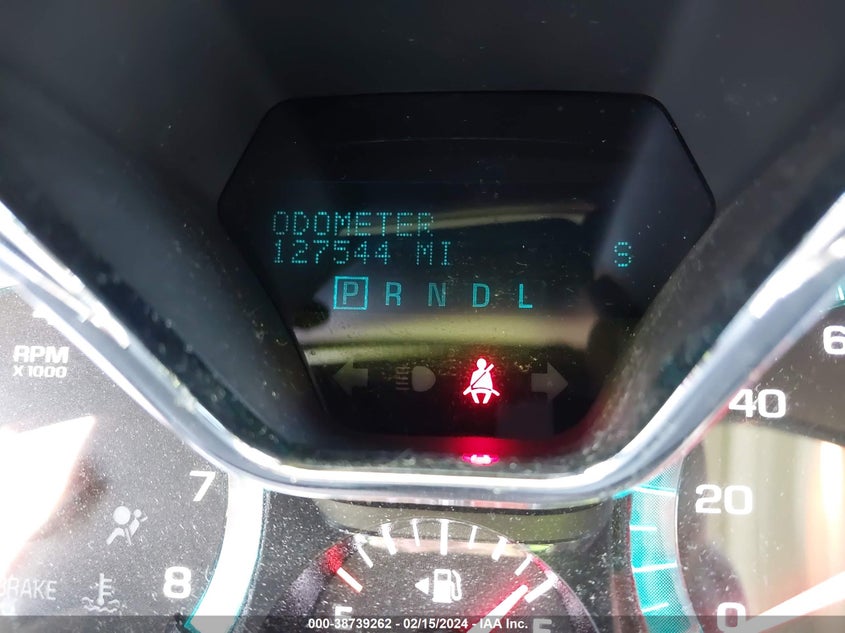 ODOMETER
127544 MI S
P R N D L
RPM
X1000
6
40
7
20
8
BRAKE
0
000-38739262 - 02/15/2024 - IAA Inc.